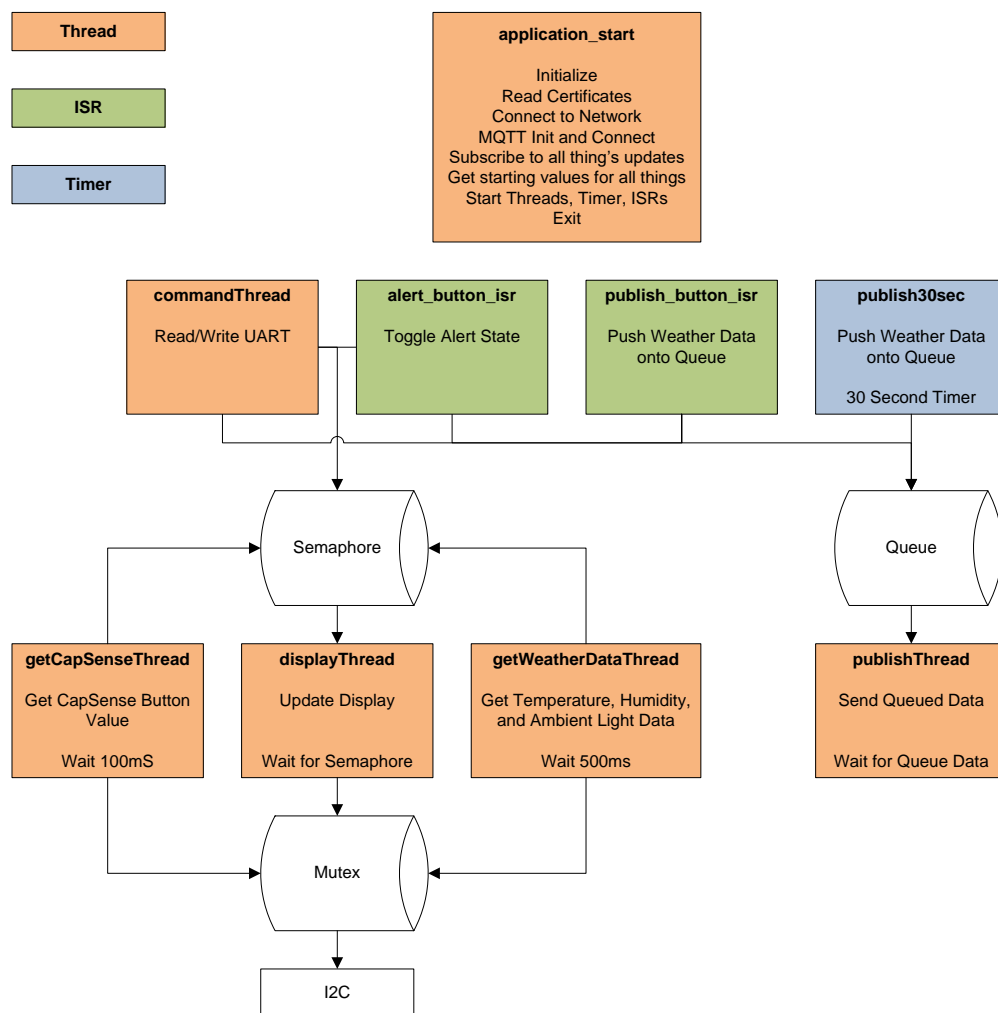 Thread
ISR
Timer
application_start
Initialize
Read Certificates
Connect to Network
MQTT Init and Connect
Subscribe to all thing’s updates
Get starting values for all things
Start Threads, Timer, ISRs
Exit
commandThread
Read/Write UART
alert_button_isr
Toggle Alert State
publish_button_isr
Push Weather Data
onto Queue
publish30sec
Push Weather Data
onto Queue
30 Second Timer
Semaphore
Queue
getCapSenseThread
Get CapSense Button
Value
Wait 100mS
displayThread
Update Display
Wait for Semaphore
getWeatherDataThread
Get Temperature, Humidity,
and Ambient Light Data
Wait 500ms
publishThread
Send Queued Data
Wait for Queue Data
Mutex
I2C